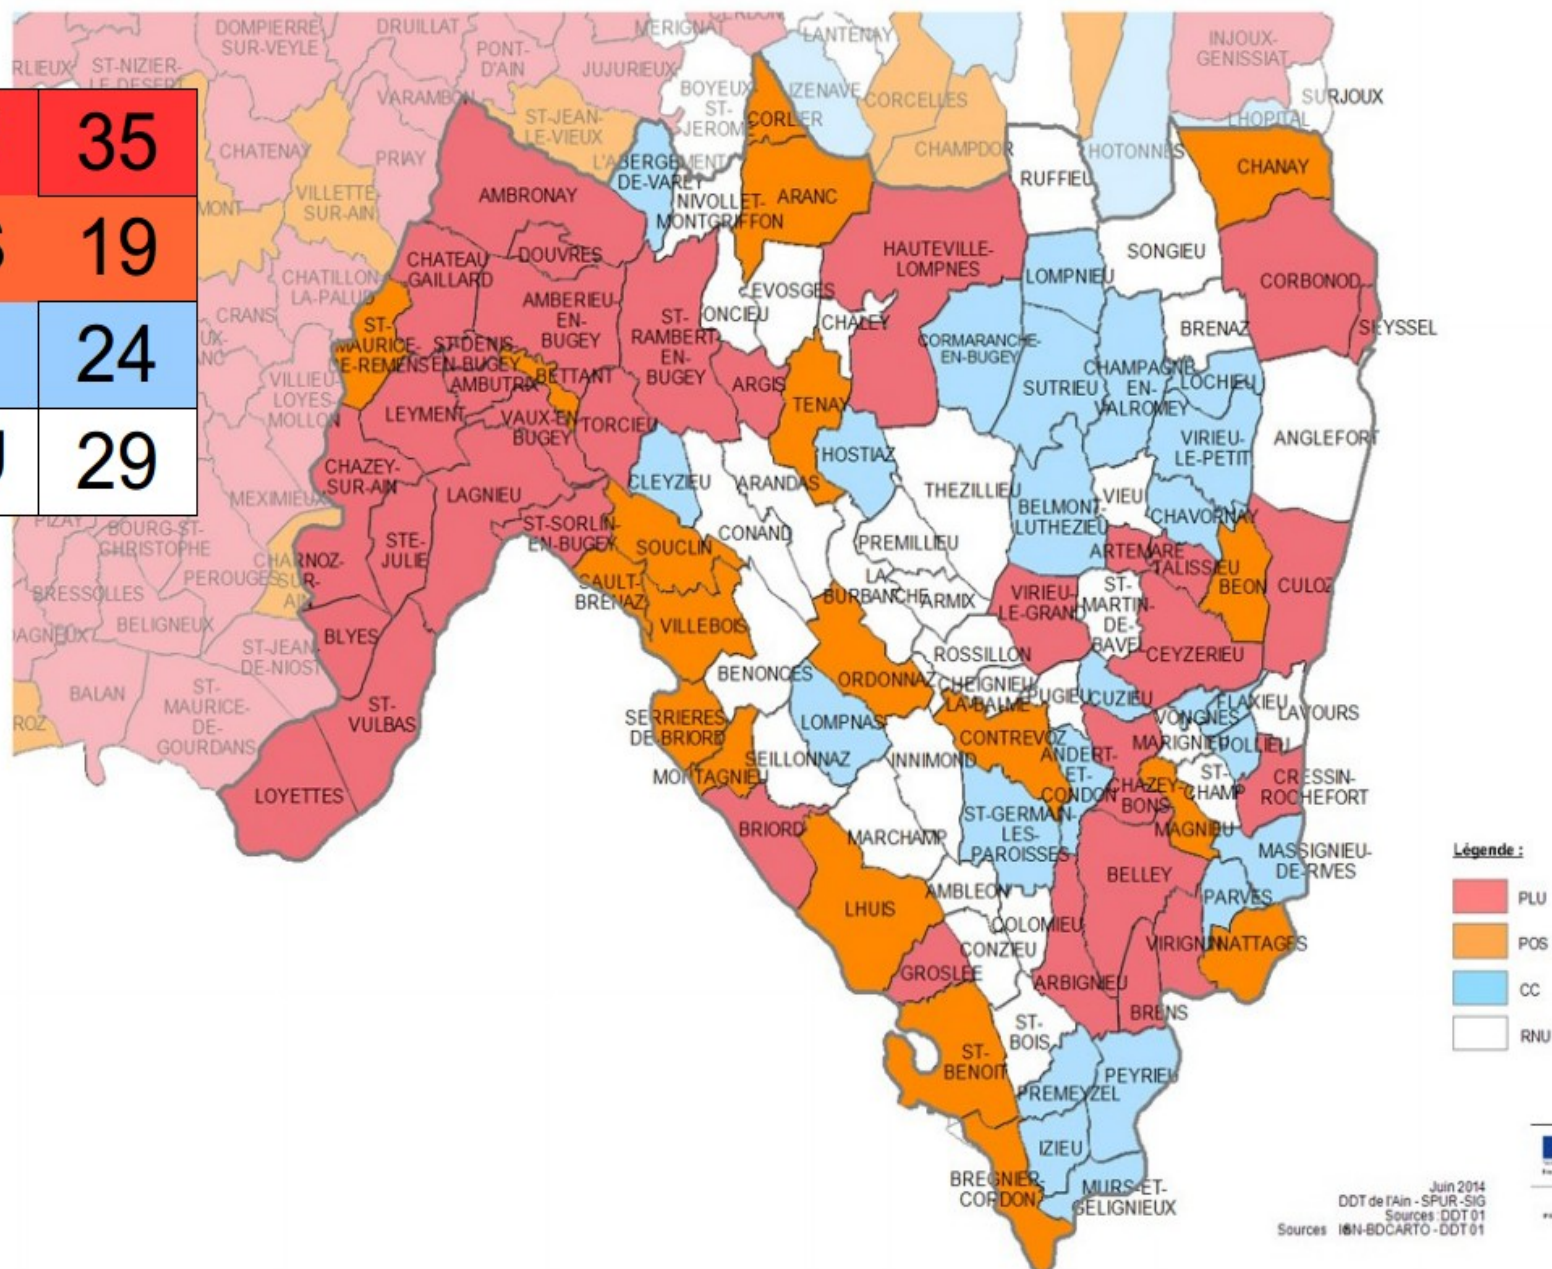 DOMPIERRE
SUR-VEYLE
DRUILLAT
MERIGNAT
CERDON
LANTENAY
INJOUX-
GENISSIAT
RLIEUX
ST-NIZIER-
LE-DESERT
PONT-
D'AIN
JUJURIEUX
BOYEUX-
ST-
JEROME
IZENAVE
CORCELLES
SURJOUX
LHOPITAL
35
19
24
29
VARAMBON
ST-JEAN-
LE-VIEUX
CORLIER
CHAMPDOR
HOTONNES
CHANAY
CHATENAY
PRIAY
L'ABERGEMENT
DE-VAREY
RUFFIEU
MONT
VILLETTE
SUR-AIN
AMBRONAY
NIVOLLET-
MONTGRIFFON
ARANC
CHATEAU
GAILLARD
DOUVRES
HAUTEVILLE-
LOMPNES
LOMPNIEU
SONGIEU
CORBONOD
CHATILLON
LA-PALUD
CRANS
AMBERIEU-
EN-
BUGEY
ST-
RAMBERT-
EN-
BUGEY
ONCIEU
EVOSGES
CHALEY
BRENAZ
SEYSSEL
ST-
MAURICE-
DE-REMENS
ST-DENIS
EN-BUGEY
AMBUTRIX
BETTANT
ARGIS
TENAY
CORMARANCHE-
EN-BUGEY
SUTRIEU
CHAMPAGNE
EN-
VALROMEY
LOCHIEU
VILLIEU-
LOYES
MOLLON
LEYMENT
VAUX-EN
BUGEY
TORCIEU
HOSTIAZ
VIRIEU-
LE-PETIT
ANGLEFORT
CHAZEY-
SUR-AIN
LAGNIEU
CLEYZIEU
ARANDAS
THEZILLIEU
BELMONT-
LUTHEZIEU
VIEU
CHAVORNAY
MEXIMIEUX
PIZAY
BOURG-ST-
CHRISTOPHE
PEROUGES
CHARNOZ-
SUR-
AIN
STE-
JULIE
ST-SORLIN-
EN-BUGEY
SOUCLIN
CONAND
PREMILLIEU
ARTEMARE
TALISSIEU
BEON
CULOZ
BRESSOLLES
BELIGNEUX
SAULT-
BRENAZ
VILLEBOIS
LA-
BURBANCHE
ARMIX
VIRIEU-
LE-GRAND
ST-
MARTIN-
DE-
BAVEL
CEYZERIEU
DAGNEUX
BALAN
ST-JEAN-
DE-NIOST
BLYES
ST-
MAURICE-
DE-
GOURDANS
ST-
VULBAS
LOYETTES
BENONCES
ORDONNAZ
ROSSILLON
CHEIGNIEU-
LA-BALME
PUGIEU
CUZIEU
FLAXIEU
LAVOURS
VONGNES
ROZ
SERRIERES
DE-BRIORD
MONTAGNIEU
SEILLONNAZ
LOMPNAS
INNIMOND
CONTREVOZ
ANDERT-
ET-
CONDON
MARIGNIEU
POLLIEU
CHAZEY-
BONS
ST-
CHAMP
CRESSIN-
ROCHEFORT
BRIORD
MARCHAMP
ST-GERMAIN-
LES-
PAROISSES
MAGNIEU
MASSIGNIEU-
DE-RIVES
BELLEY
PARVES
LHUIS
AMBLEON
COLOMIEU
VIRIGNIN
NATTAGES
CONZIEU
GROSLEE
ARBIGNIEU
BRENS
ST-
BOIS
ST-
BENOIT
PREMEYZEL
PEYRIEU
IZIEU
BREGNIER-
CORDON
MURS-ET-
GELIGNIEUX
Légende :
PLU
POS
CC
RNU
Juin 2014
DDT de l'Ain - SPUR -SIG
Sources : DDT 01
Sources IGN-BDCARTO - DDT 01